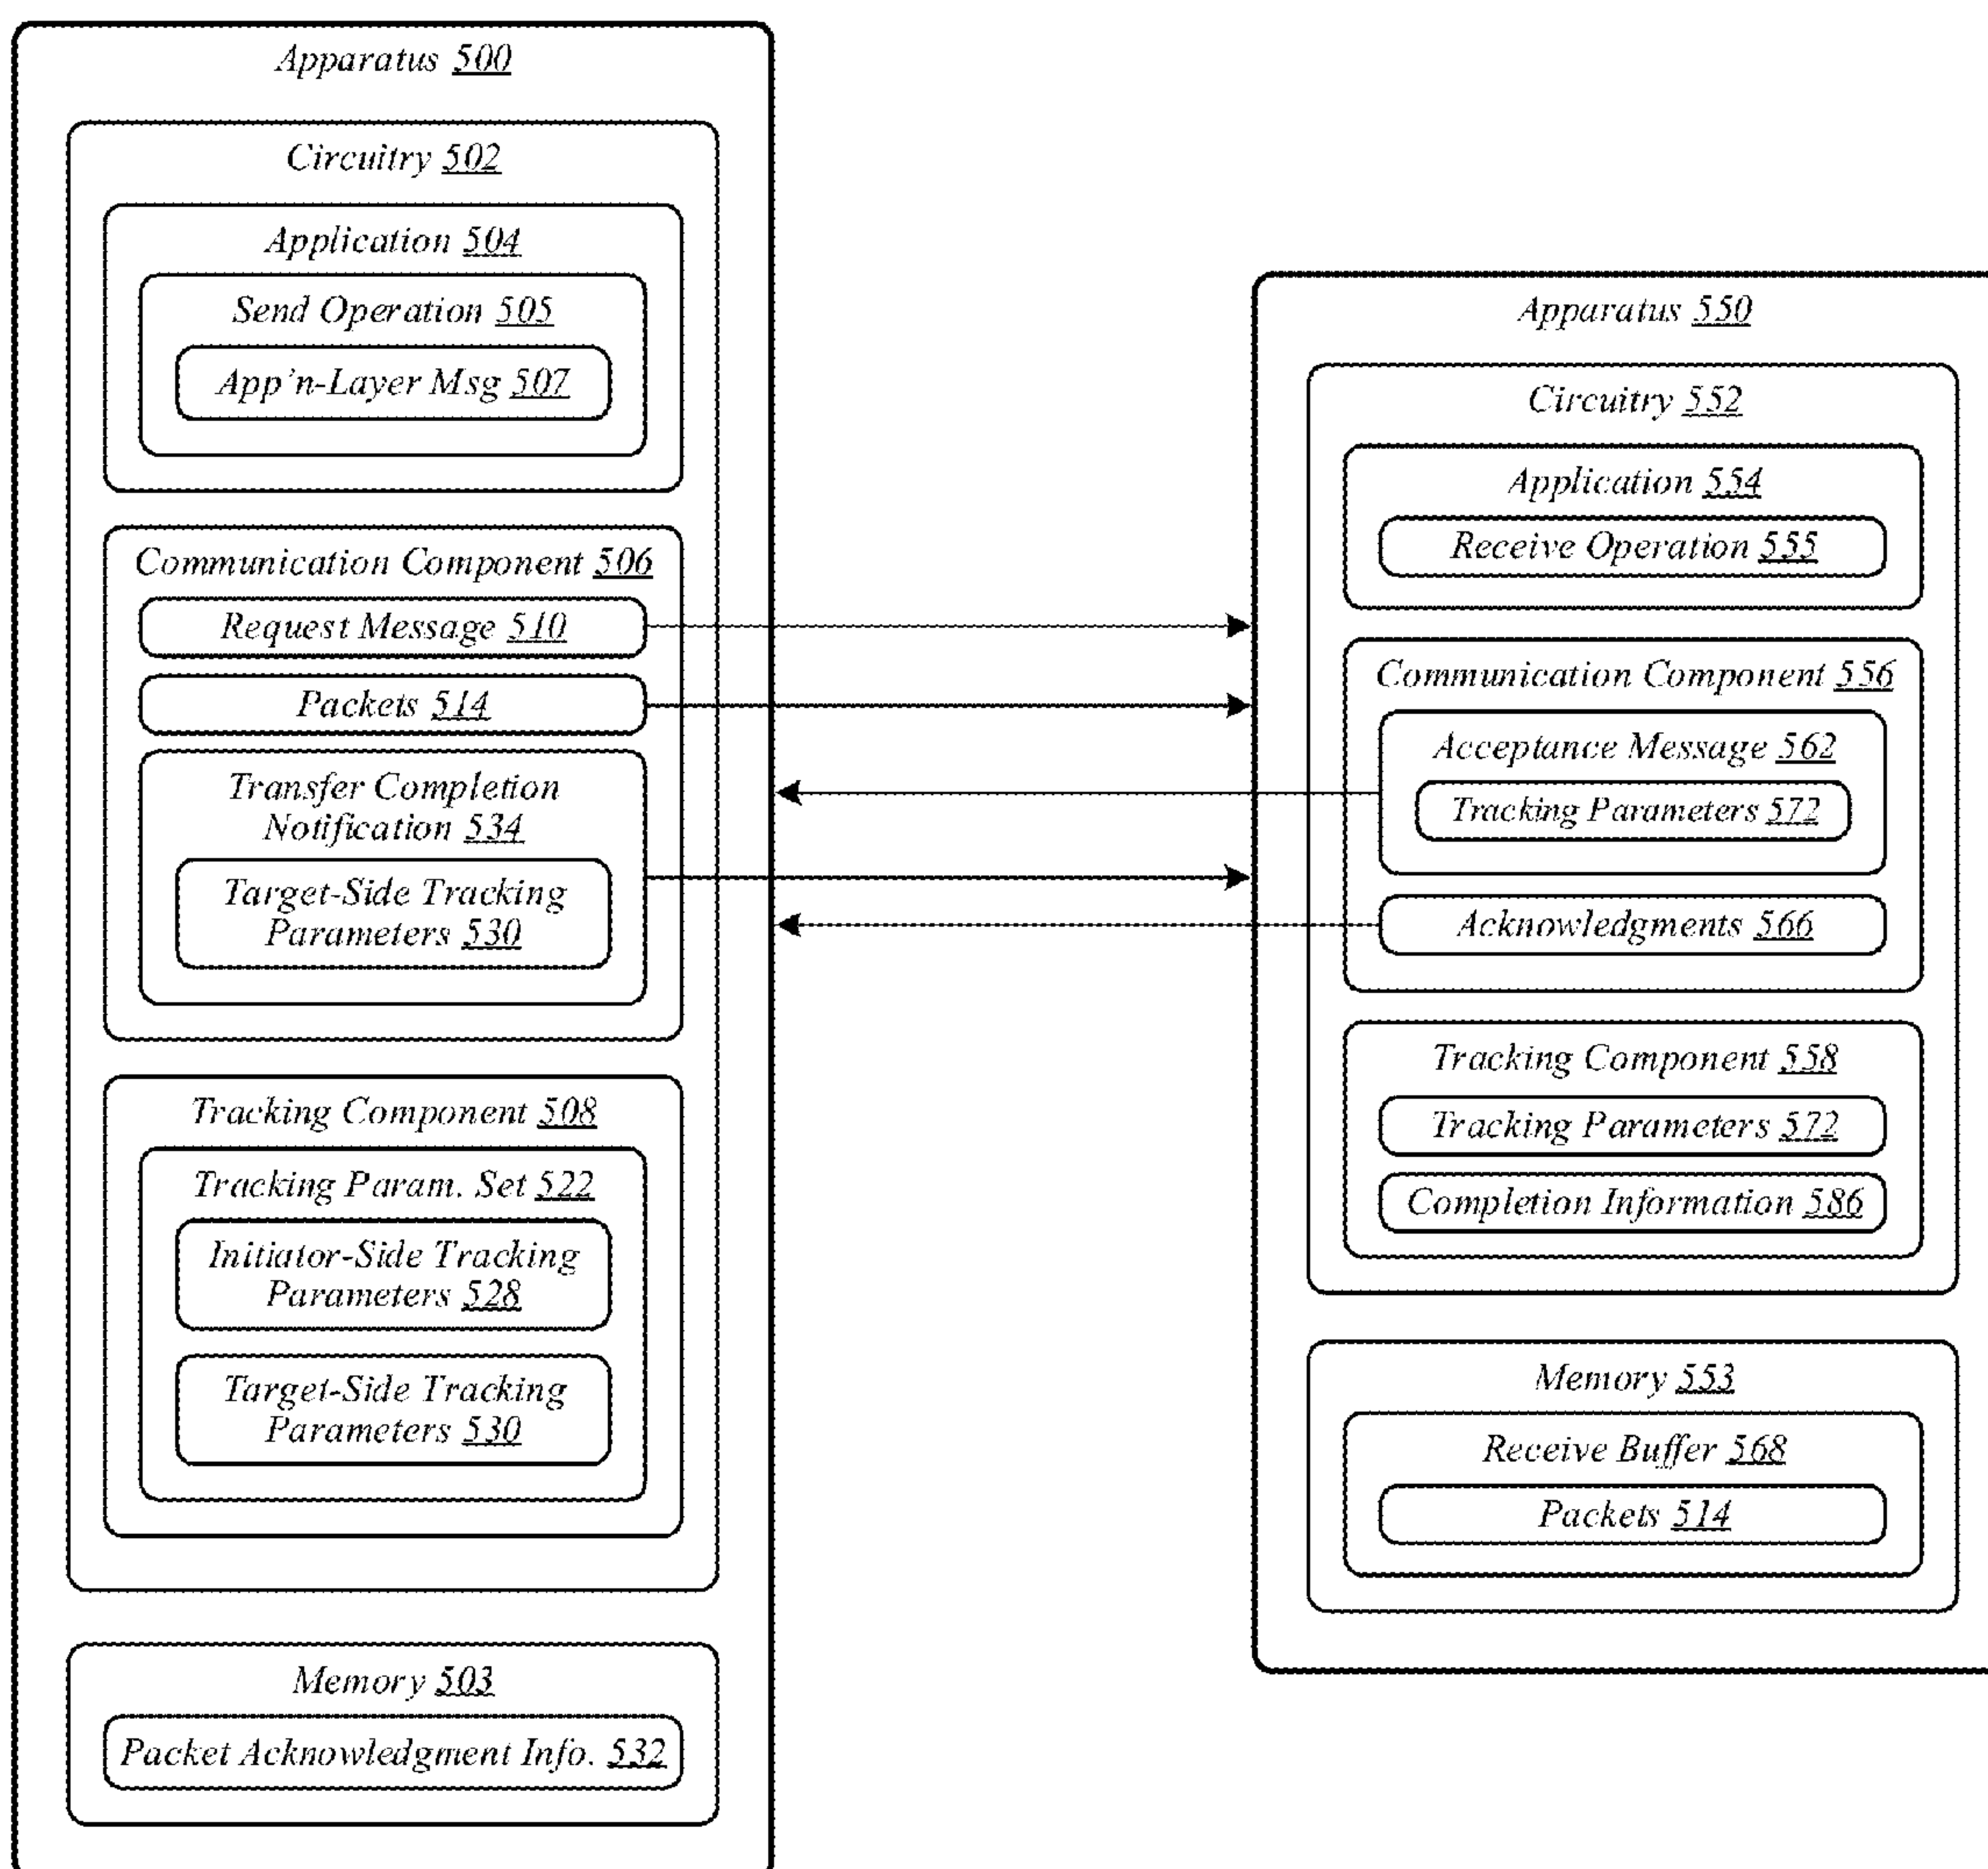 Apparatus 500
Circuitry 502
Application 504
Send Operation 505
App'n-Layer Msg 507
Communication Component 506
Request Message 510
Packets 514
Transfer Completion
Notification 534
Target-Side Tracking
Parameters 530
Tracking Component 508
Tracking Param. Set 522
Initiator-Side Tracking
Parameters 528
Target-Side Tracking
Parameters 530
Memory 503
Packet Acknowledgment Info. 532
Apparatus 550
Circuitry 552
Application 554
Receive Operation 555
Communication Component 556
Acceptance Message 562
Tracking Parameters 572
Acknowledgments 566
Tracking Component 558
Tracking Parameters 572
Completion Information 586
Memory 553
Receive Buffer 568
Packets 514